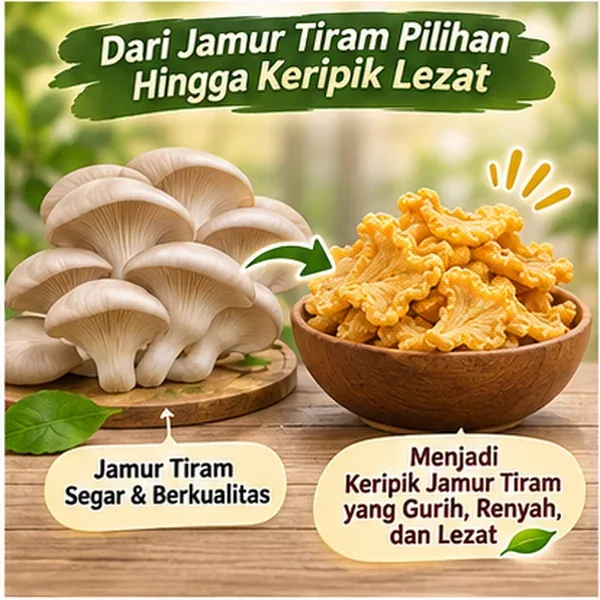 Dari Jamur Tiram Pilihan
Hingga Keripik Lezat
Jamur Tiram
Segar & Berkualitas
Menjadi
Keripik Jamur Tiram
yang Gurih, Renyah,
dan Lezat